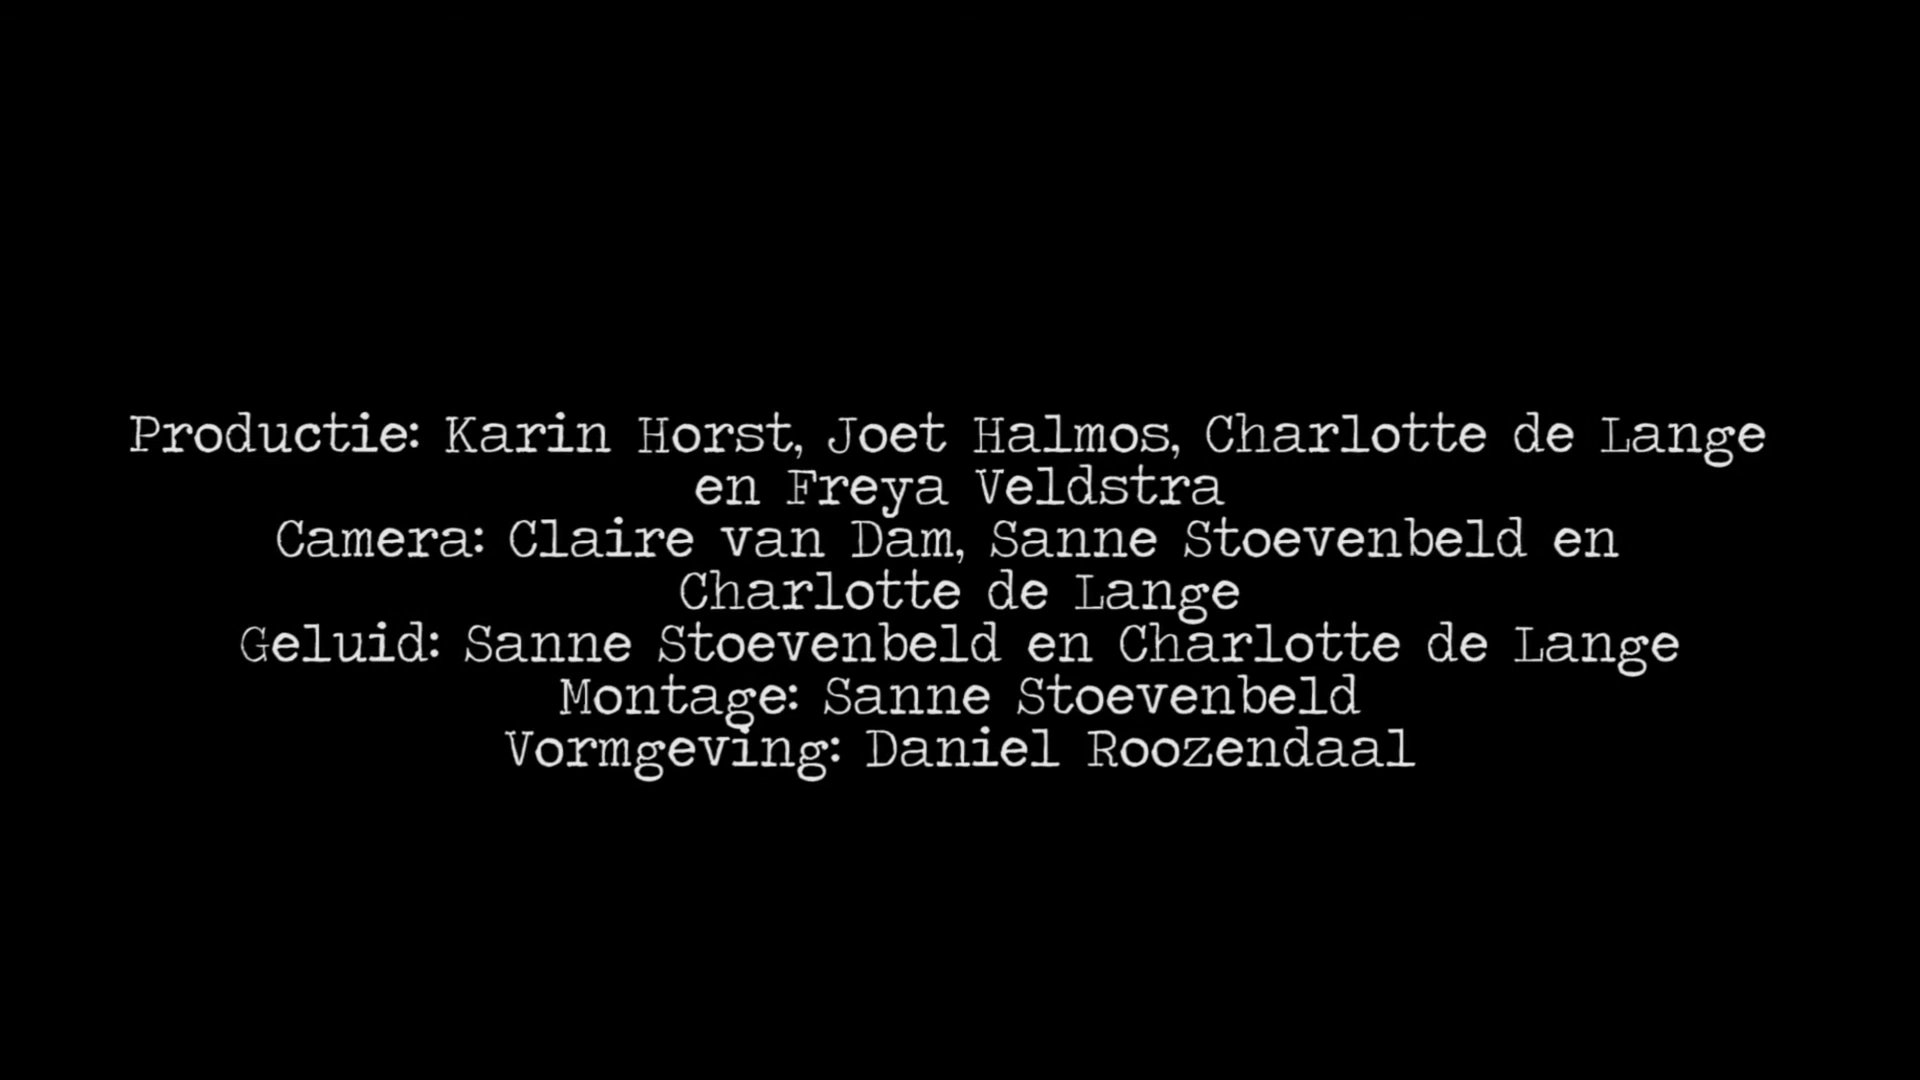 Productie: Karin Horst, Joet Halmos, Charlotte de Lange
en Freya Veldstra
Camera: Claire van Dam, Sanne Stoevenbeld en
Charlotte de Lange
Geluid: Sanne Stoevenbeld en Charlotte de Lange
Montage: Sanne Stoevenbeld
Vormgeving: Daniel Roozendaal